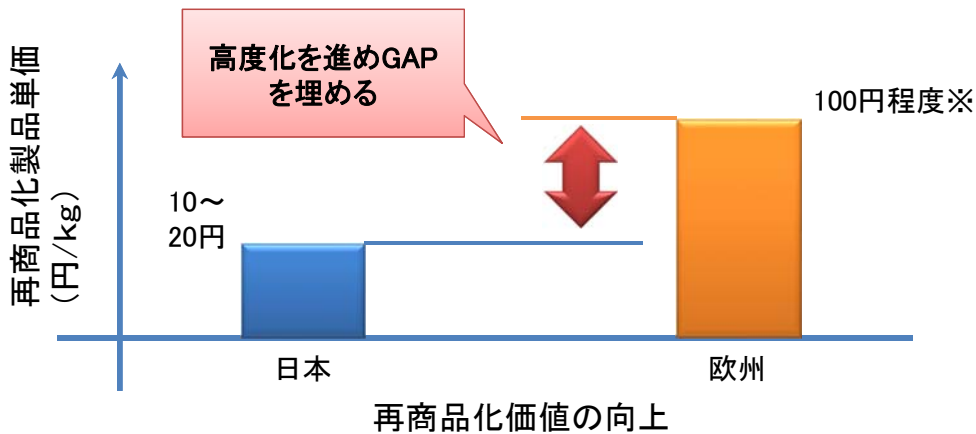 再商品化製品単価
(円/kg)
高度化を進めGAP
を埋める
100円程度※
10～
20円
日本
欧州
再商品化価値の向上